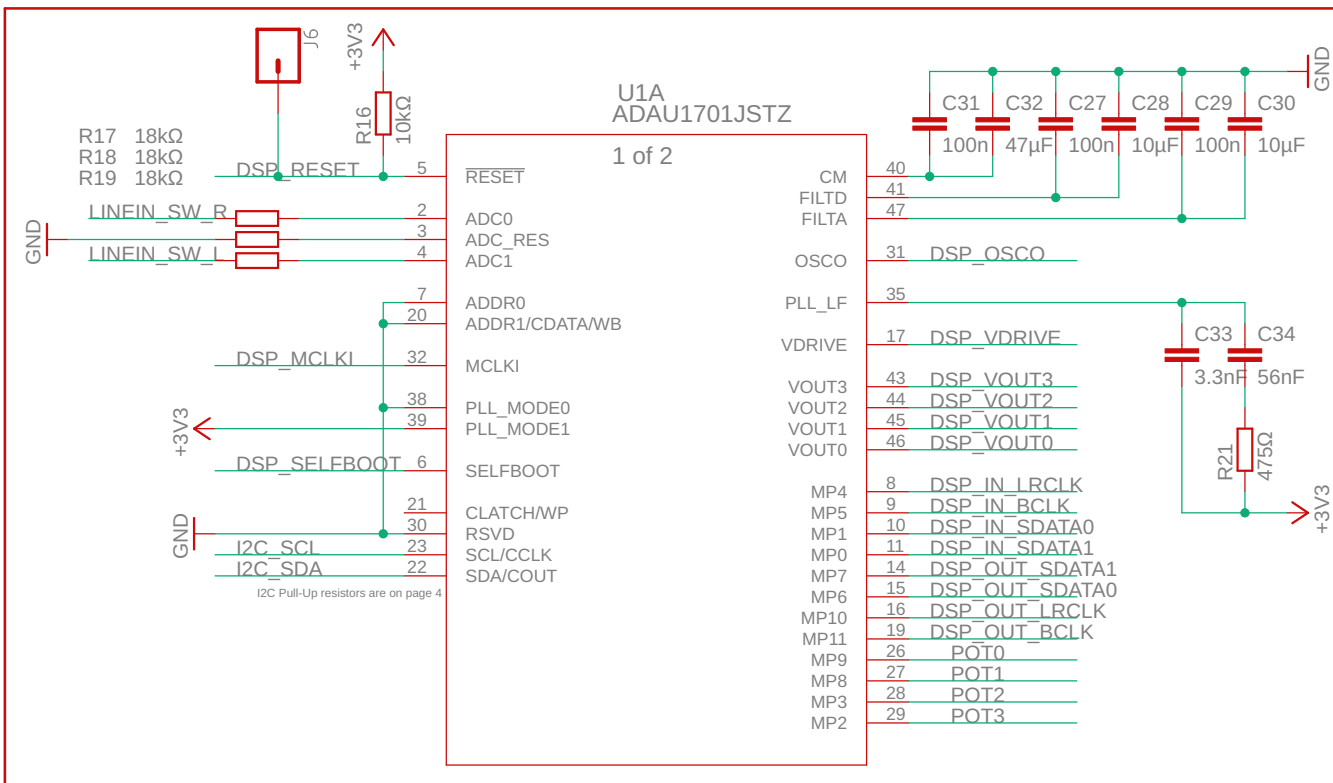 J6
+3V3
R16
10kΩ
U1A
ADAU1701JSTZ
1 of 2
R17 18kΩ
R18 18kΩ
R19 18kΩ
DSP_RESET
5
RESET
LINEIN_SW_R
2
ADC0
GND
3
ADC_RES
LINEIN_SW_L
4
ADC1
7
ADDR0
20
ADDR1/CDATA/WB
DSP_MCLKI
32
MCLKI
38
PLL_MODE0
+3V3
39
PLL_MODE1
DSP_SELFBOOT
6
SELFBOOT
21
CLATCH/WP
GND
30
RSVD
I2C_SCL
23
SCL/CCLK
I2C_SDA
22
SDA/COUT
I2C Pull-Up resistors are on page 4
GND
C31
100n
C32
47µF
C27
100n
C28
10µF
C29
100n
C30
10µF
CM
40
FILTD
41
FILTA
47
OSCO
31
DSP_OSCO
PLL_LF
35
C33
3.3nF
C34
56nF
R21
475Ω
+3V3
VDRIVE
17
DSP_VDRIVE
VOUT3
43
DSP_VOUT3
VOUT2
44
DSP_VOUT2
VOUT1
45
DSP_VOUT1
VOUT0
46
DSP_VOUT0
MP4
8
DSP_IN_LRCLK
MP5
9
DSP_IN_BCLK
MP1
10
DSP_IN_SDATA0
MP0
11
DSP_IN_SDATA1
MP7
14
DSP_OUT_SDATA1
MP6
15
DSP_OUT_SDATA0
MP10
16
DSP_OUT_LRCLK
MP11
19
DSP_OUT_BCLK
MP9
26
POT0
MP8
27
POT1
MP3
28
POT2
MP2
29
POT3